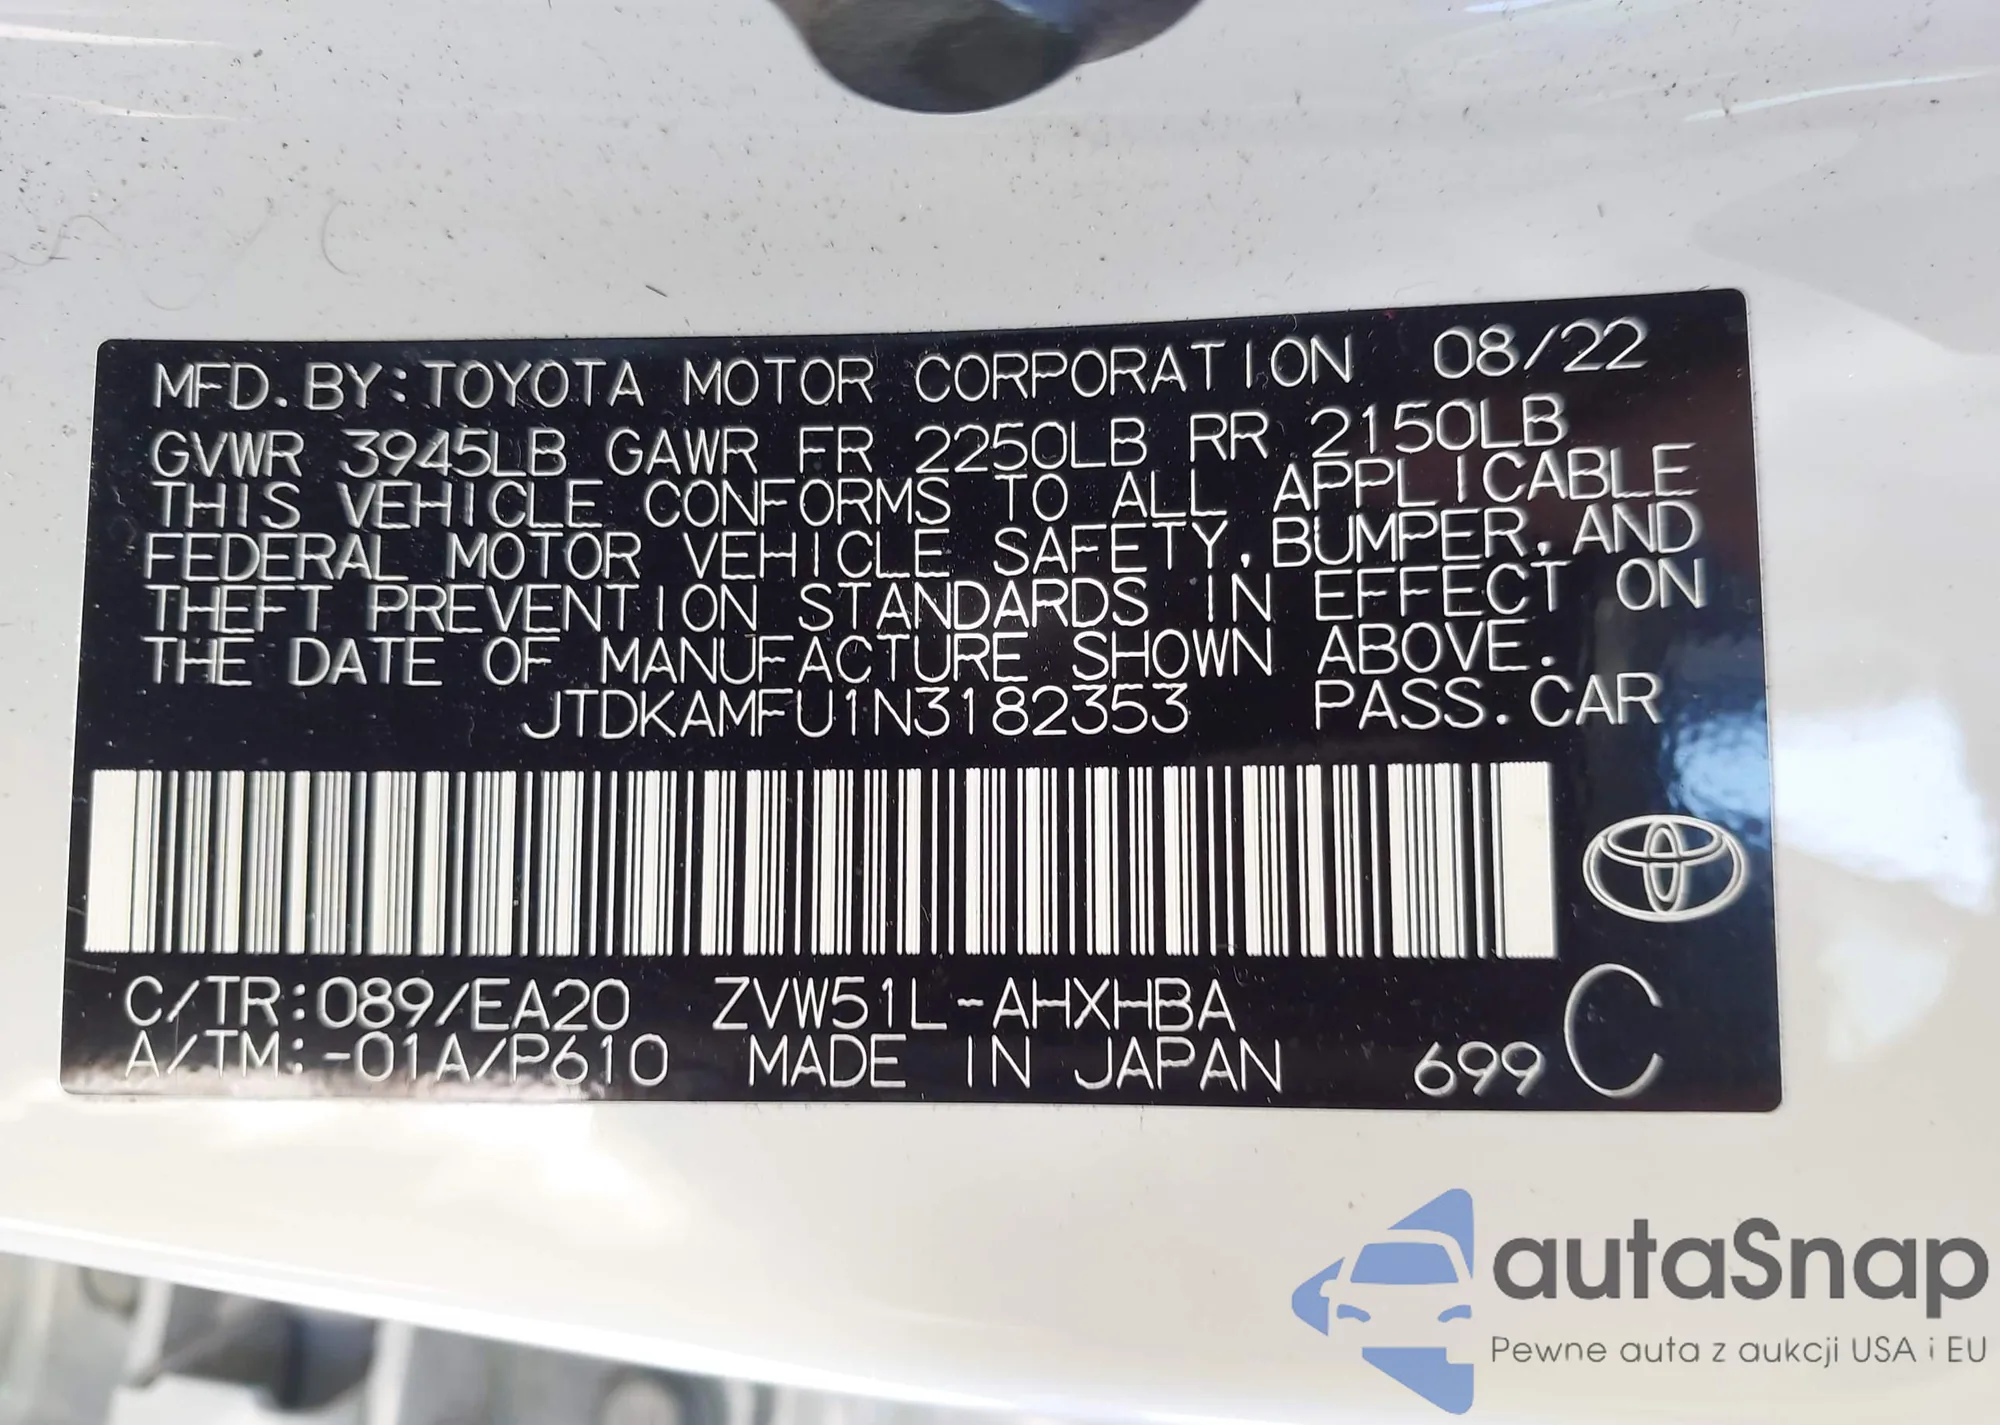 MFD. BY: TOYOTA MOTOR CORPORATION 08/22
GVWR 3945LB GAWR FR 2250LB RR 2150LB
THIS VEHICLE CONFORMS TO ALL APPLICABLE
FEDERAL MOTOR VEHICLE SAFETY, BUMPER, AND
THEFT PREVENTION STANDARDS IN EFFECT ON
THE DATE OF MANUFACTURE SHOWN ABOVE.
JTDKAMFU1N3182353 PASS. CAR
C/TR: 089/EA20 ZVW51L-AHXHBA
A/TM: -01A/P610 MADE IN JAPAN 699 C
autaSnap
Pewne auta z aukcji USA i EU